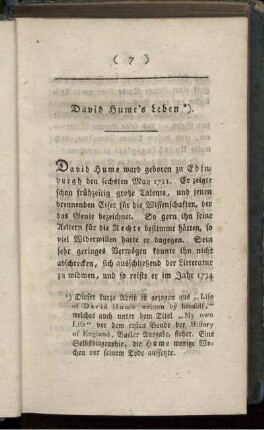 ( 7 )
David Hume's Leben *).
David Hume ward geboren zu Edin-
burgh den sechsten May 1711. Er zeigte
schon frühzeitig große Talente, und jenen
brennenden Eifer für die Wissenschaften, der
das Genie bezeichnet. So gern ihn seine
Aeltern für die Rechte bestimmt hätten, so
viel Widerwillen hatte er dagegen. Sein
sehr geringes Vermögen konnte ihn nicht
abschrecken, sich ausschließend der Litteratur
zu widmen, und so reiste er im Jahr 1734
*) Dieser kurze Abriß ist gezogen aus „Life
of David Hume written by himself,"
welches auch unter dem Titel „My own
Life" vor dem ersten Bande der History
of England, Basler Ausgabe, stehet. Eine
Selbstbiographie, die Hume wenige Wo-
chen vor seinem Tode aufsetzte.